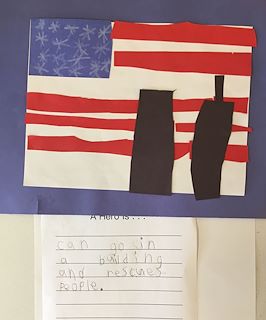 A Hero is...
can go in
a building
and rescues
people.